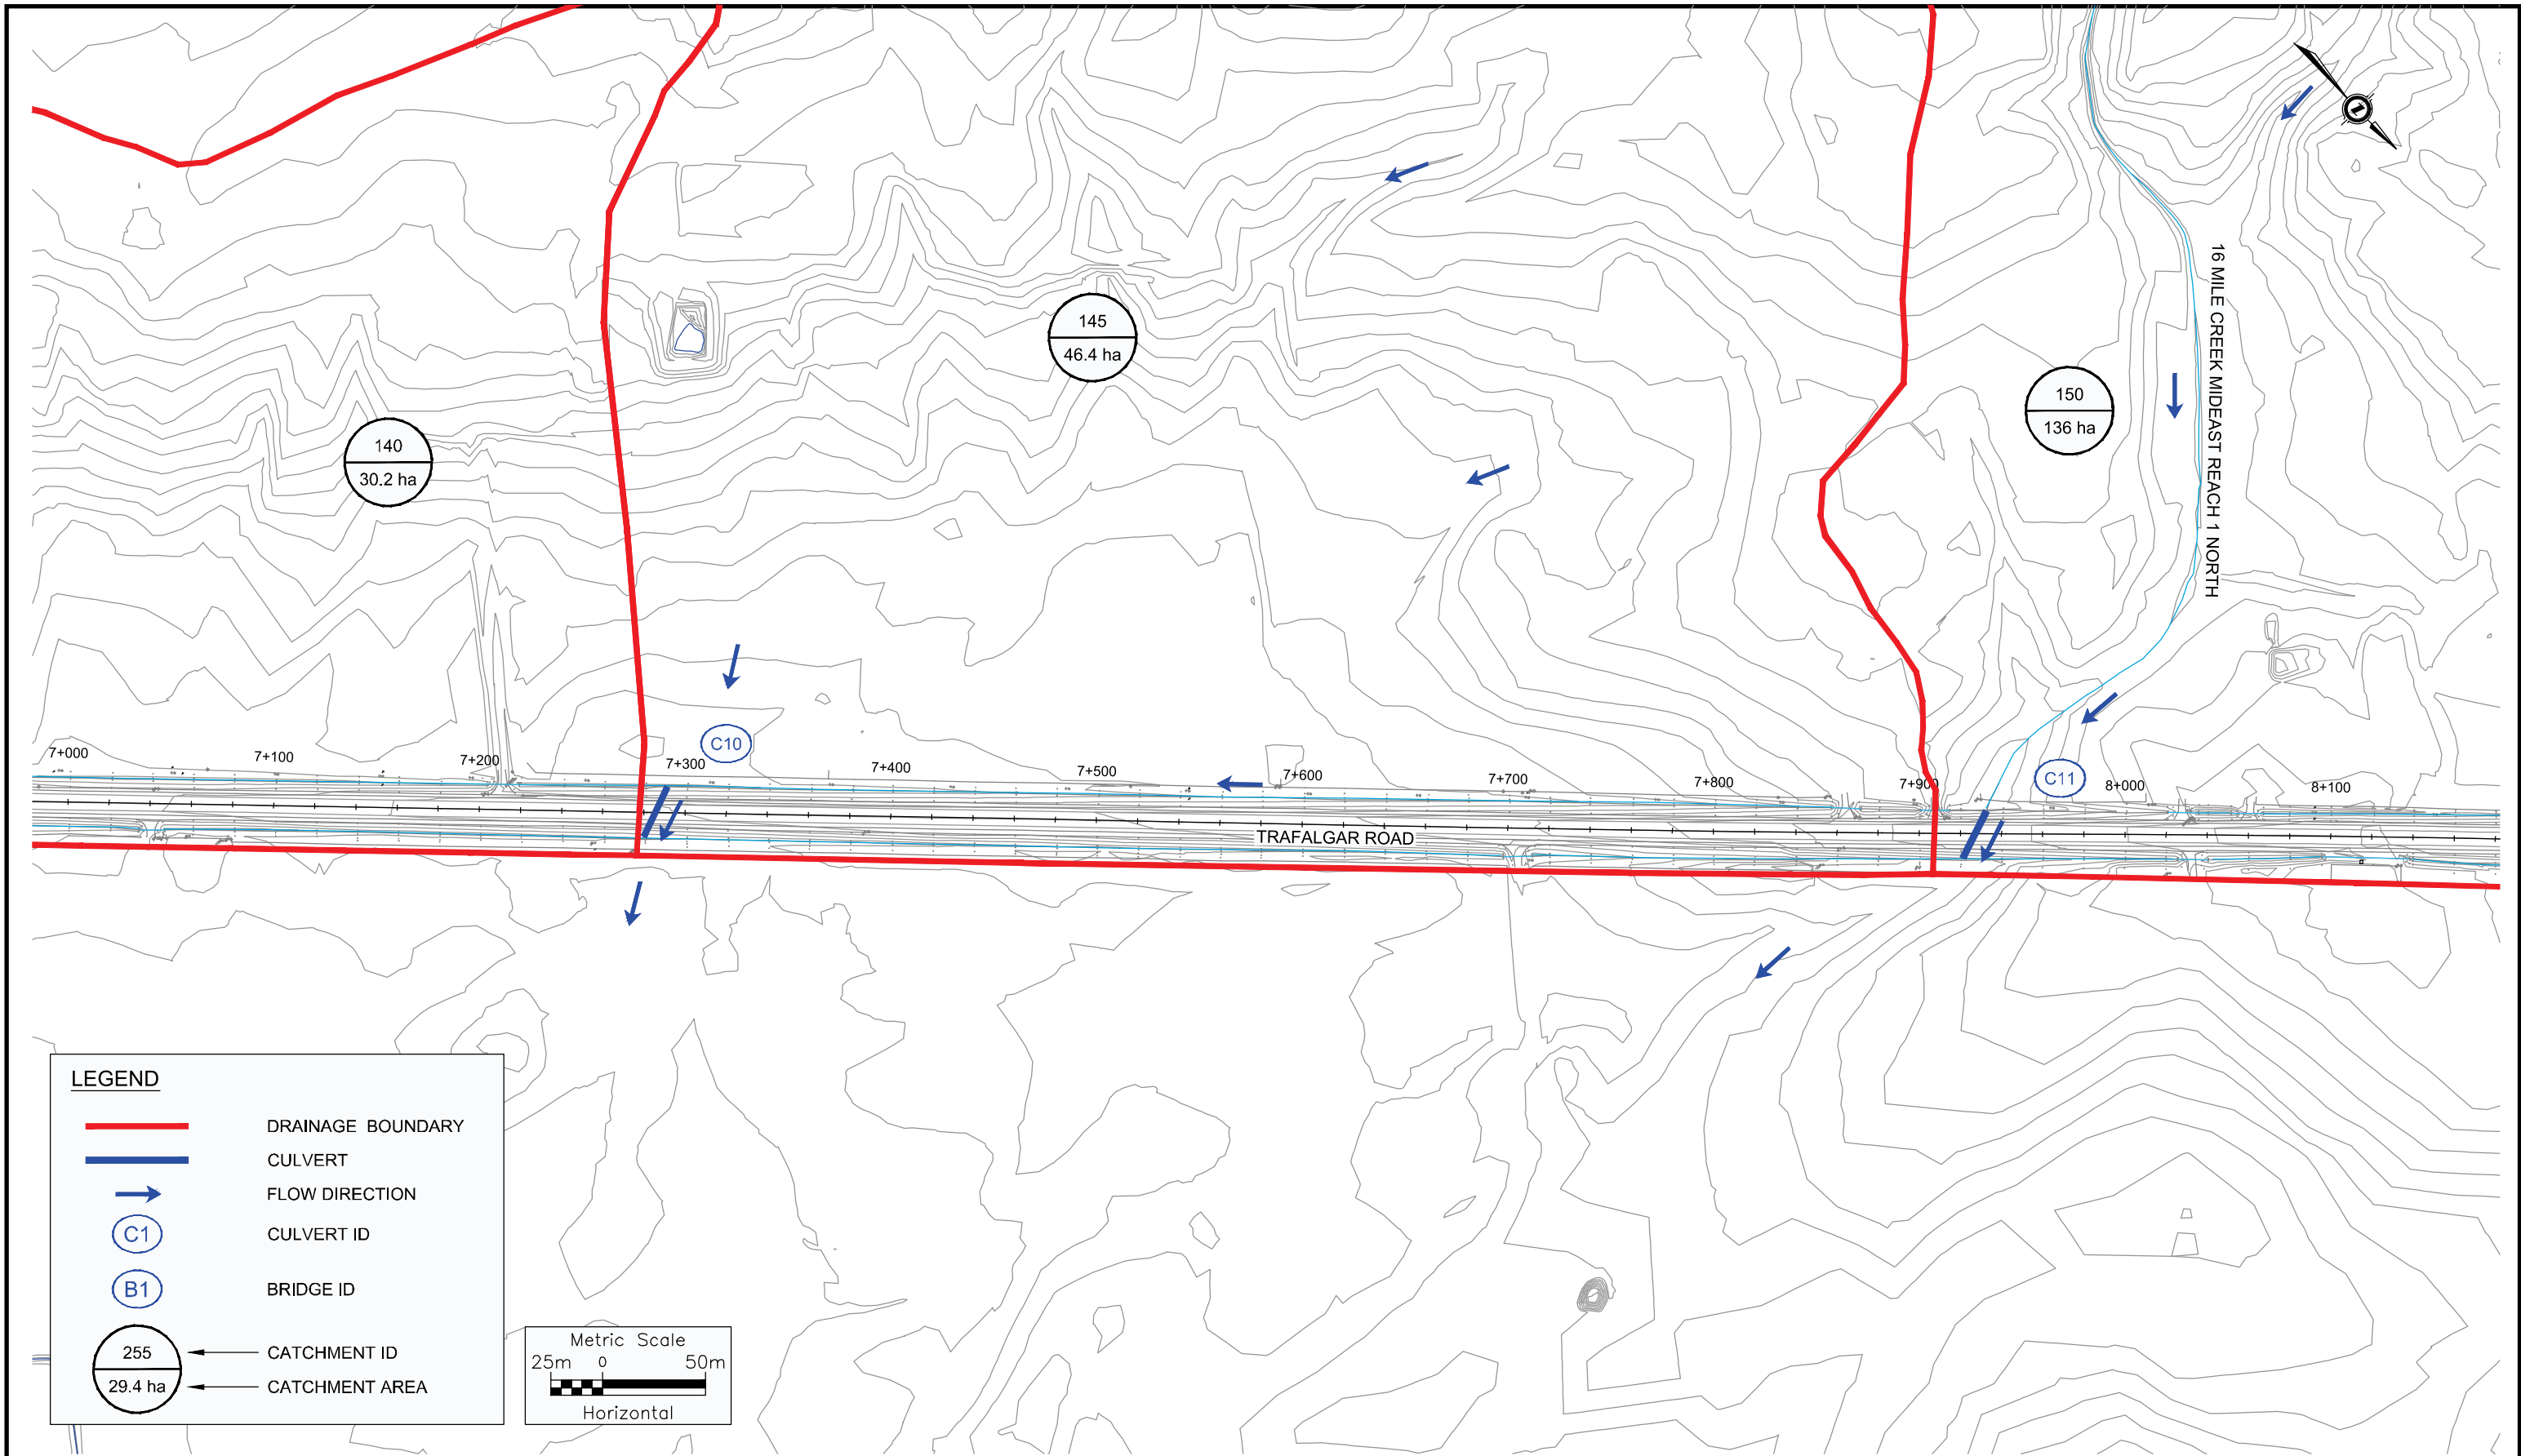 145
46.4 ha
16 MILE CREEK MIDEAST REACH 1 NORTH
150
136 ha
140
30.2 ha
C10
C11
7+000
7+100
7+200
7+300
7+400
7+500
7+600
7+700
7+800
7+900
8+000
8+100
TRAFALGAR ROAD
LEGEND
DRAINAGE BOUNDARY
CULVERT
FLOW DIRECTION
C1
CULVERT ID
B1
BRIDGE ID
255
CATCHMENT ID
29.4 ha
CATCHMENT AREA
Metric Scale
25m 0 50m
Horizontal
Z